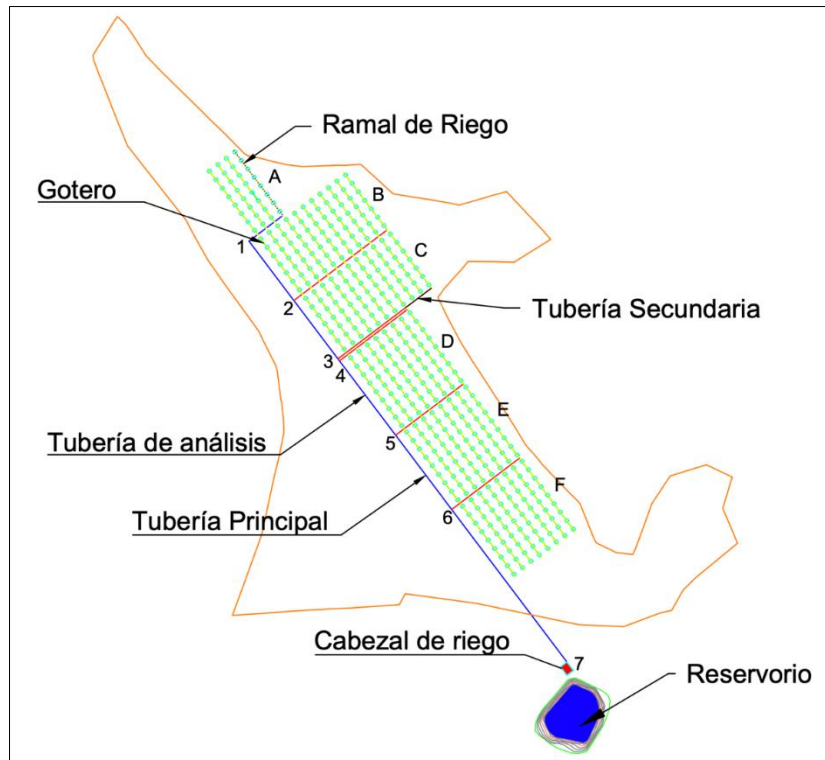 Ramal de Riego
A
Gotero
B
1
C
2
Tubería Secundaria
3
D
4
Tubería de análisis
E
5
F
Tubería Principal
6
Cabezal de riego
7
Reservorio